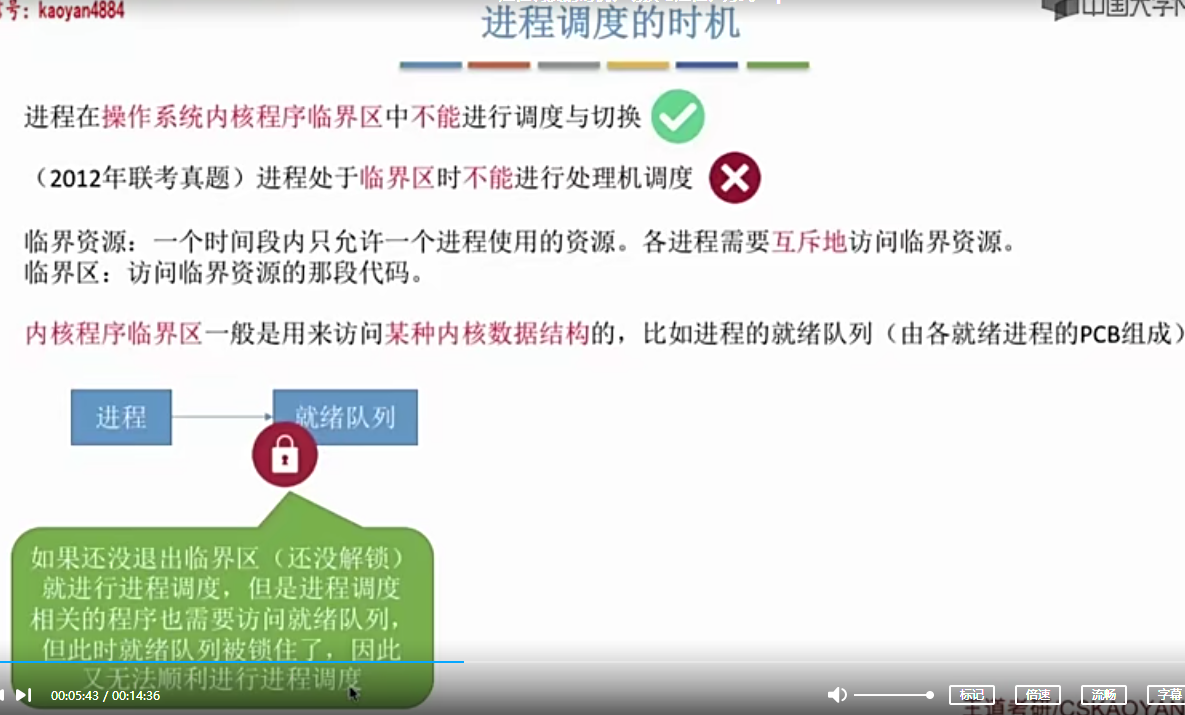 号：kaoyan4884
中国大学
进程调度的时机
进程在操作系统内核程序临界区中不能进行调度与切换
（2012年联考真题）进程处于临界区时不能进行处理机调度
临界资源：一个时间段内只允许一个进程使用的资源。各进程需要互斥地访问临界资源。
临界区：访问临界资源的那段代码。
内核程序临界区一般是用来访问某种内核数据结构的，比如进程的就绪队列（由各就绪进程的PCB组成）
进程
就绪队列
如果还没退出临界区（还没解锁）
就进行进程调度，但是进程调度
相关的程序也需要访问就绪队列，
但此时就绪队列被锁住了，因此
又无法顺利进行进程调度
00:05:43 / 00:14:36
标记
倍速
流畅
字幕
王道考研/CSKAOYAN